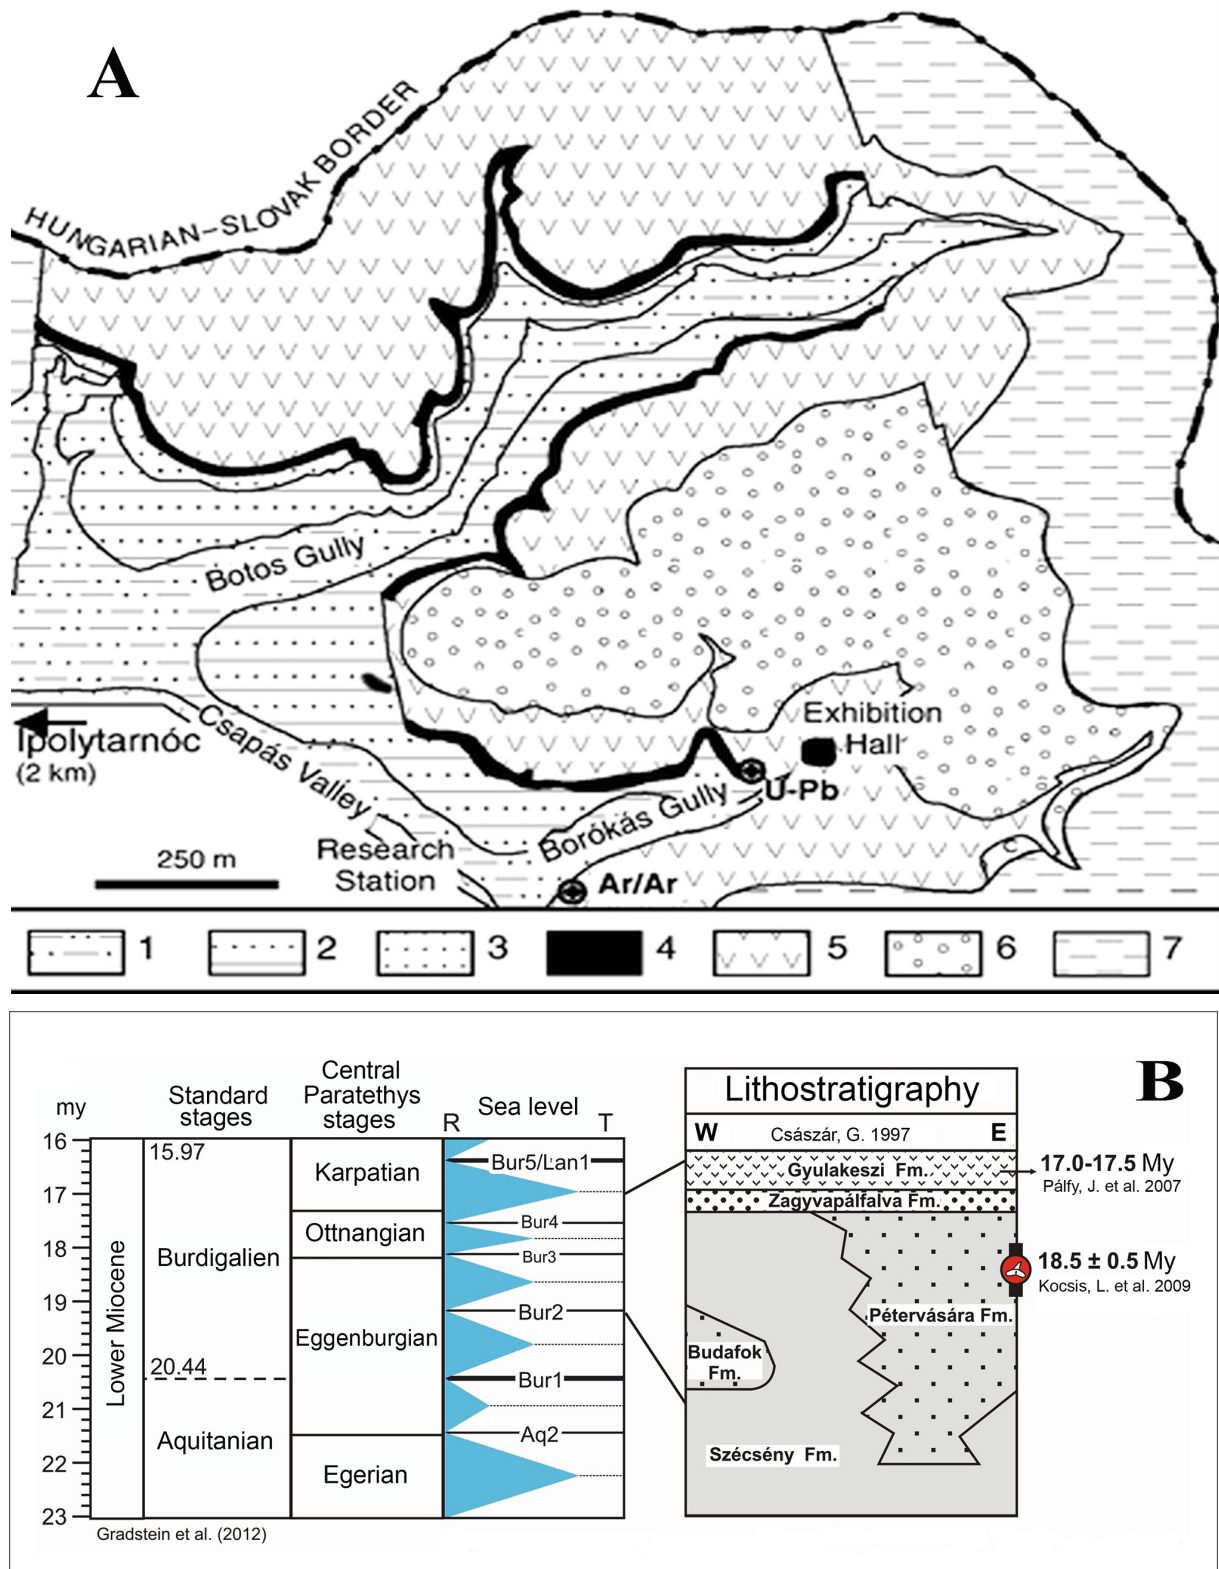 A
HUNGARIAN–SLOVAK BORDER
Botos Gully
Csapás Valley
Ipolytarnóc
(2 km)
Exhibition
Hall
U-Pb
Borókás Gully
Research
Station
Ar/Ar
250 m
1 2 3 4 5 6 7
B
my
Standard
stages
Central
Paratethys
stages
Sea level
R T
Lithostratigraphy
W Császár, G. 1997 E
16
17
18
19
20
21
22
23
Lower Miocene
15.97
Burdigalien
20.44
Aquitanian
Karpatian
Ottnangian
Eggenburgian
Egerian
Bur5/Lan1
Bur4
Bur3
Bur2
Bur1
Aq2
Gyulakeszi Fm.
17.0-17.5 My
Pálfy, J. et al. 2007
Zagyvapálfalva Fm.
18.5 ± 0.5 My
Kocsis, L. et al. 2009
Pétervására Fm.
Budafok
Fm.
Szécsény Fm.
Gradstein et al. (2012)